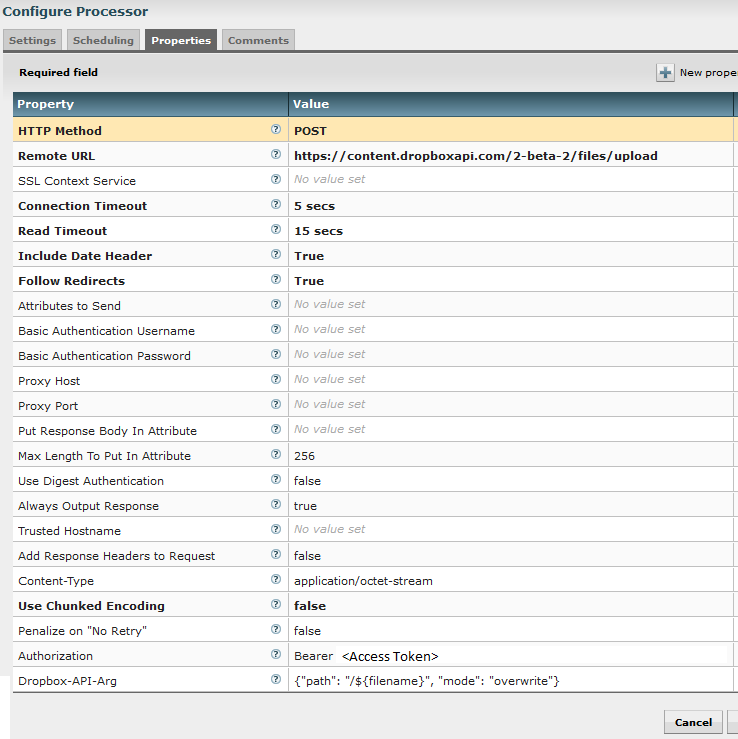 Configure Processor
Settings Scheduling Properties Comments
Required field New prope
Property Value
HTTP Method ? POST
Remote URL ? https://content.dropboxapi.com/2-beta-2/files/upload
SSL Context Service ? No value set
Connection Timeout ? 5 secs
Read Timeout ? 15 secs
Include Date Header ? True
Follow Redirects ? True
Attributes to Send ? No value set
Basic Authentication Username ? No value set
Basic Authentication Password ? No value set
Proxy Host ? No value set
Proxy Port ? No value set
Put Response Body In Attribute ? No value set
Max Length To Put In Attribute ? 256
Use Digest Authentication ? false
Always Output Response ? true
Trusted Hostname ? No value set
Add Response Headers to Request ? false
Content-Type ? application/octet-stream
Use Chunked Encoding ? false
Penalize on "No Retry" ? false
Authorization ? Bearer <Access Token>
Dropbox-API-Arg ? {"path": "/${filename}", "mode": "overwrite"}
Cancel